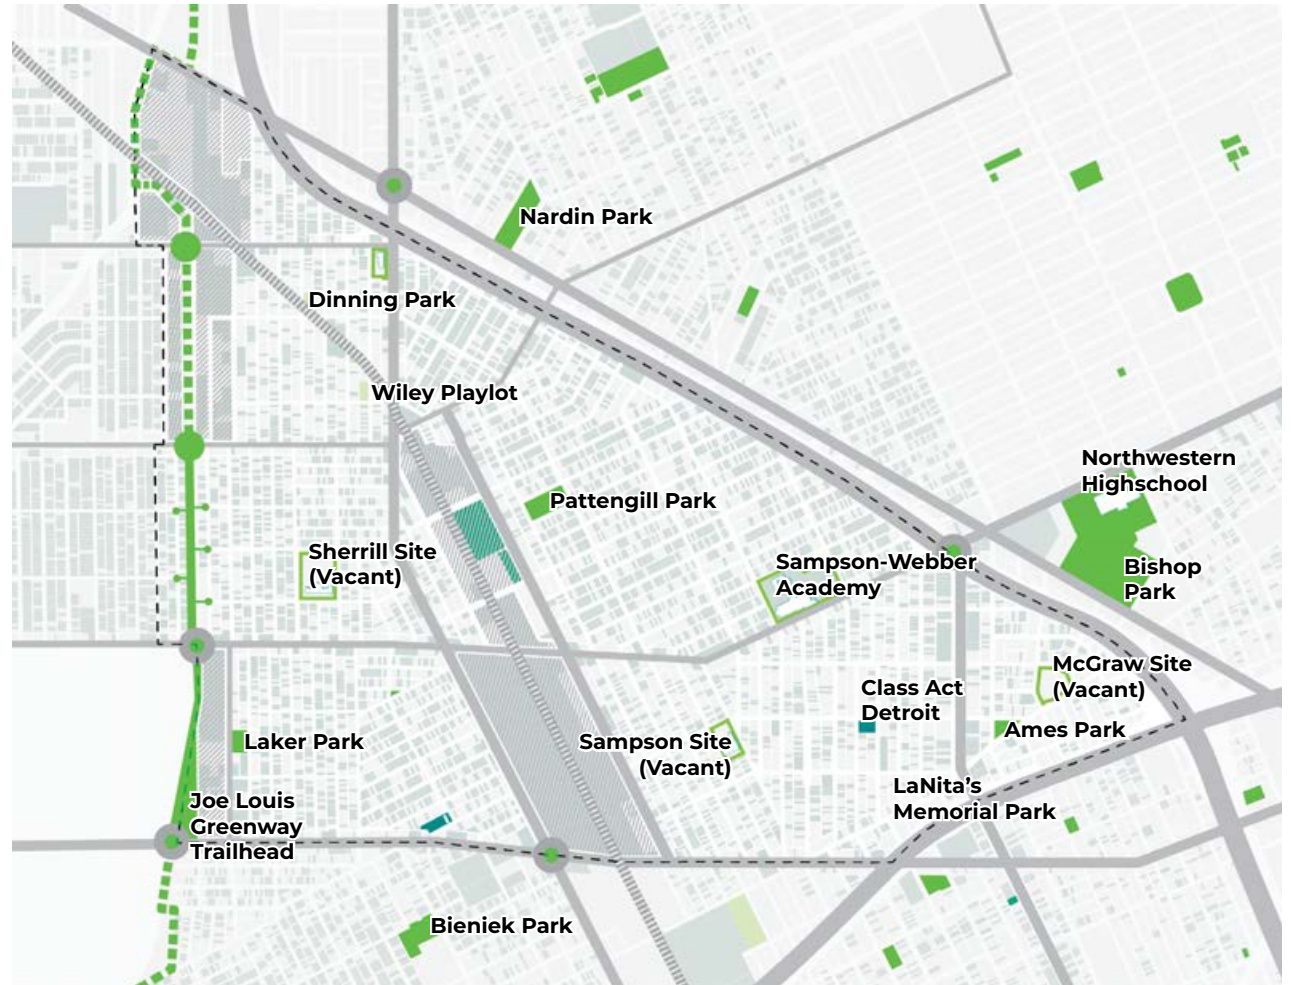 Nardin Park
Dinning Park
Wiley Playlot
Northwestern
Highschool
Pattengill Park
Sherrill Site
(Vacant)
Sampson-Webber
Academy
Bishop
Park
McGraw Site
(Vacant)
Class Act
Detroit
Ames Park
Laker Park
Sampson Site
(Vacant)
LaNita’s
Memorial Park
Joe Louis
Greenway
Trailhead
Bieniek Park